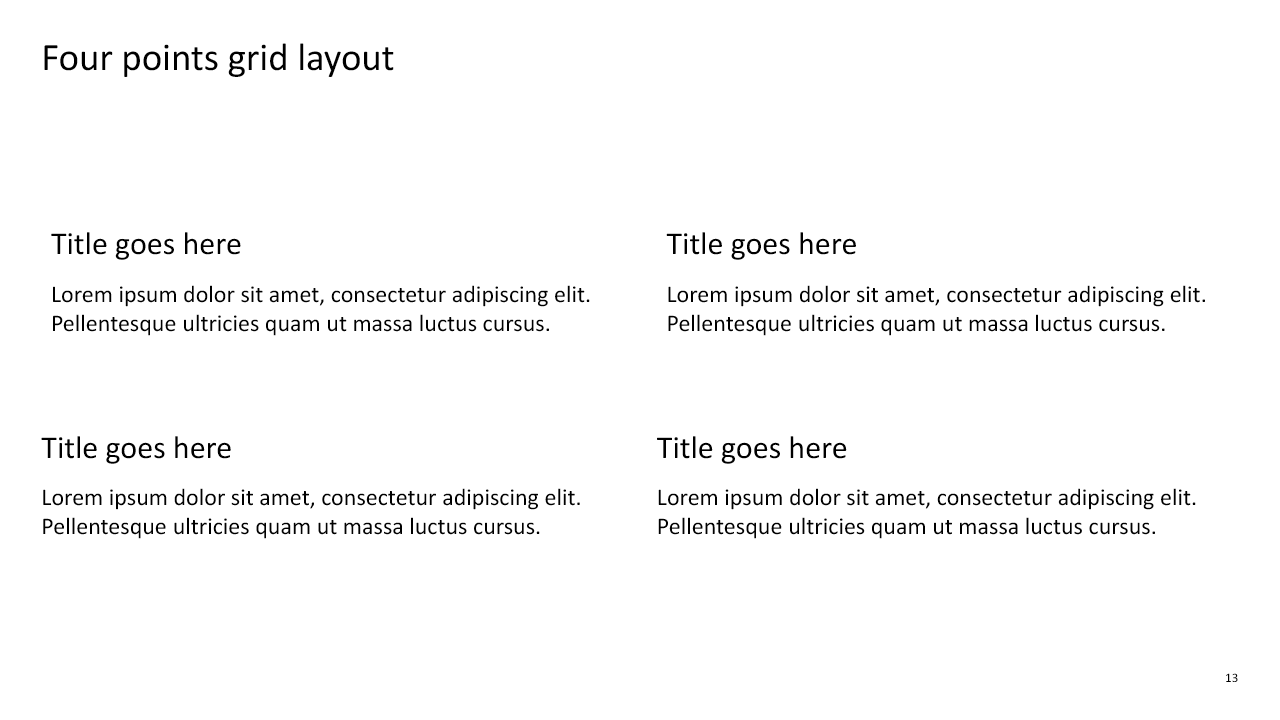 Four points grid layout
Title goes here
Lorem ipsum dolor sit amet, consectetur adipiscing elit.
Pellentesque ultricies quam ut massa luctus cursus.
Title goes here
Lorem ipsum dolor sit amet, consectetur adipiscing elit.
Pellentesque ultricies quam ut massa luctus cursus.
Title goes here
Lorem ipsum dolor sit amet, consectetur adipiscing elit.
Pellentesque ultricies quam ut massa luctus cursus.
Title goes here
Lorem ipsum dolor sit amet, consectetur adipiscing elit.
Pellentesque ultricies quam ut massa luctus cursus.
13